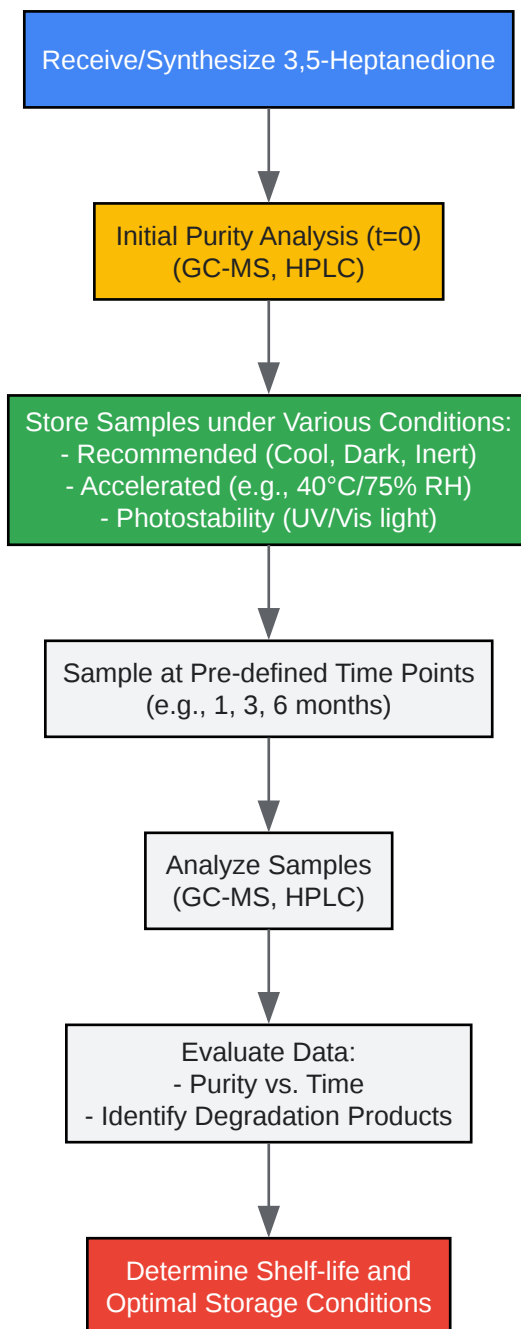 Receive/Synthesize 3,5-Heptanedione
Initial Purity Analysis (t=0)
(GC-MS, HPLC)
Store Samples under Various Conditions:
- Recommended (Cool, Dark, Inert)
- Accelerated (e.g., 40°C/75% RH)
- Photostability (UV/Vis light)
Sample at Pre-defined Time Points
(e.g., 1, 3, 6 months)
Analyze Samples
(GC-MS, HPLC)
Evaluate Data:
- Purity vs. Time
- Identify Degradation Products
Determine Shelf-life and
Optimal Storage Conditions